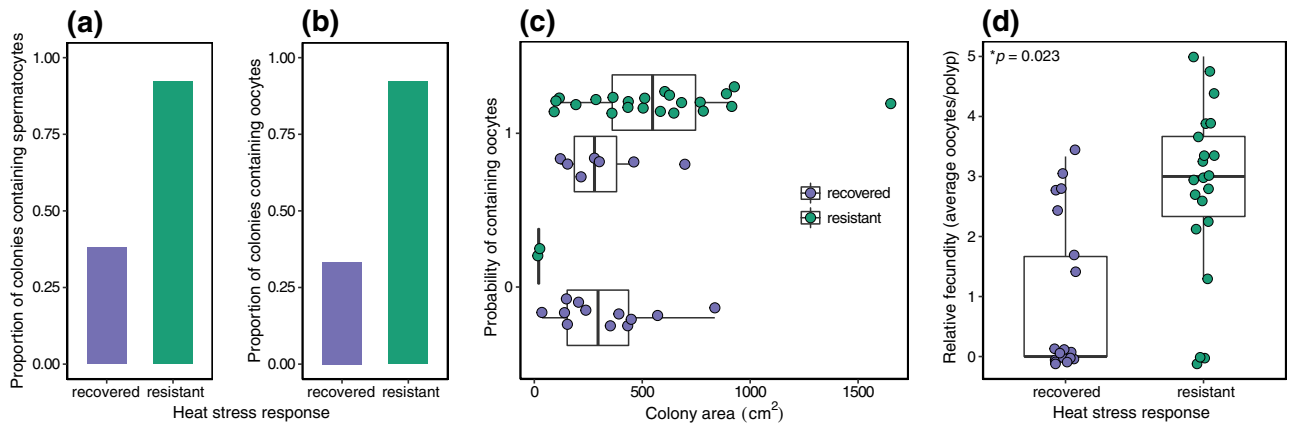 (a)
Proportion of colonies containing spermatocytes
1.00
0.75
0.50
0.25
0.00
recovered resistant
Heat stress response
(b)
Proportion of colonies containing oocytes
1.00
0.75
0.50
0.25
0.00
recovered resistant
(c)
Probability of containing oocytes
1
0
recovered
resistant
0 500 1000 1500
Colony area (cm2)
(d)
Relative fecundity (average oocytes/polyp)
*p = 0.023
5
4
3
2
1
0
recovered resistant
Heat stress response